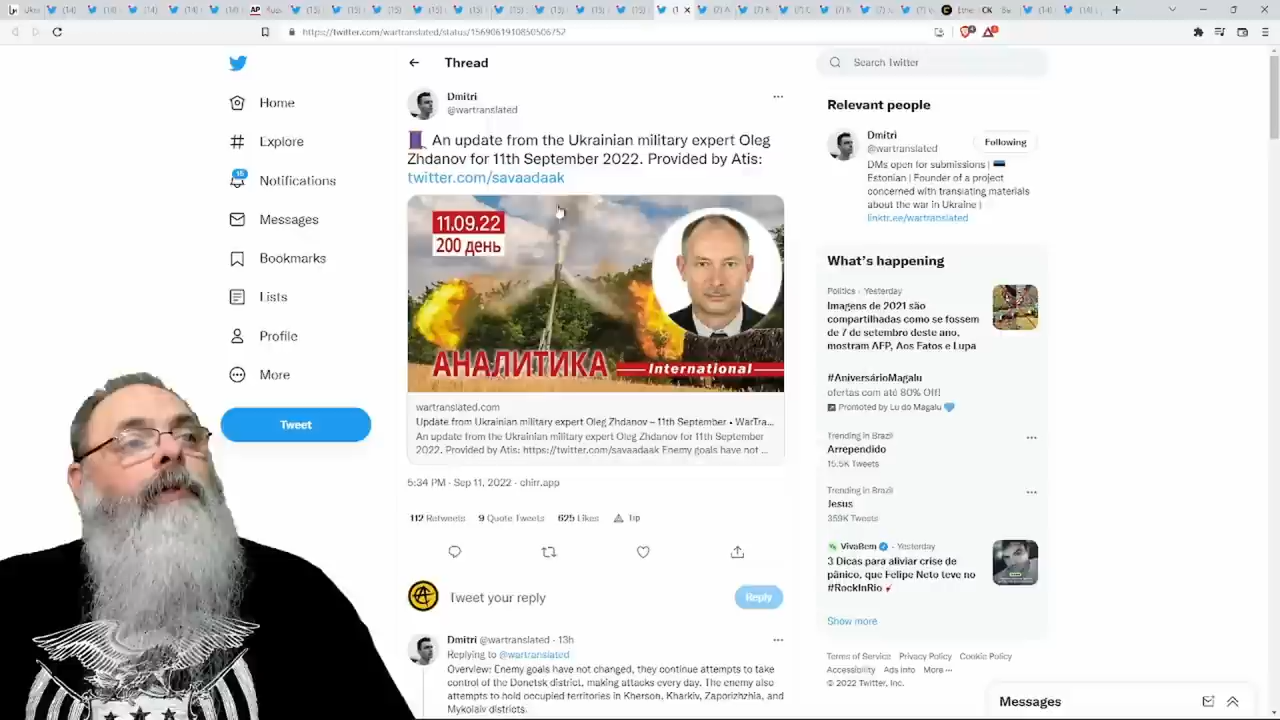 https://twitter.com/wartranslated/status/1569061910850506752
Home
Explore
15
Notifications
Messages
Bookmarks
Lists
Profile
More
Tweet
Thread
Dmitri
@wartranslated
An update from the Ukrainian military expert Oleg
Zhdanov for 11th September 2022. Provided by Atis:
twitter.com/savaadaak
11.09.22
200 день
АНАЛИТИКА
International
wartranslated.com
Update from Ukrainian military expert Oleg Zhdanov – 11th September • WarTra...
An update from the Ukrainian military expert Oleg Zhdanov for 11th September
2022. Provided by Atis: https://twitter.com/savaadaak Enemy goals have not ...
5:34 PM · Sep 11, 2022 · chirr.app
112 Retweets 9 Quote Tweets 625 Likes Tip
Tweet your reply
Reply
Dmitri @wartranslated · 13h
Replying to @wartranslated
Overview: Enemy goals have not changed, they continue attempts to take
control of the Donetsk district, making attacks every day. The enemy also
attempts to hold occupied territories in Kherson, Kharkiv, Zaporizhzhia, and
Mykolaiv districts.
Search Twitter
Relevant people
Dmitri
@wartranslated
Following
DMs open for submissions |
Estonian | Founder of a project
concerned with translating materials
about the war in Ukraine |
linktr.ee/wartranslated
What's happening
Politics · Yesterday
Imagens de 2021 são
compartilhadas como se fossem
de 7 de setembro deste ano,
mostram AFP, Aos Fatos e Lupa
#AniversárioMagalu
ofertas com até 80% Off!
Promoted by Lu do Magalu
Trending in Brazil
Arrependido
15.5K Tweets
Trending in Brazil
Jesus
359K Tweets
VivaBem · Yesterday
3 Dicas para aliviar crise de
pânico, que Felipe Neto teve no
#RockInRio
Show more
Terms of Service Privacy Policy Cookie Policy
Accessibility Ads info More ···
© 2022 Twitter, Inc.
Messages